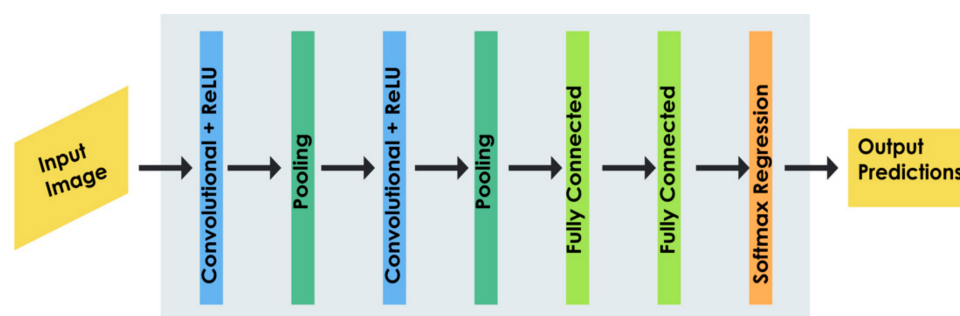 Input
Image
Convolutional + ReLU
Pooling
Convolutional + ReLU
Pooling
Fully Connected
Fully Connected
Softmax Regression
Output
Predictions